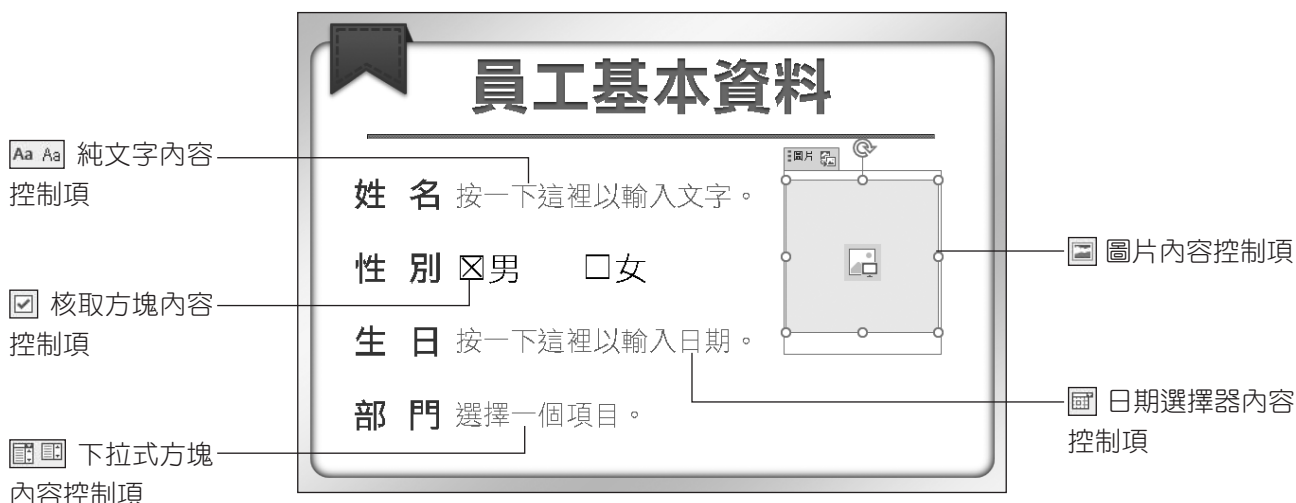 員工基本資料
Aa Aa 純文字內容
控制項
圖片
姓 名 按一下這裡以輸入文字。
圖片內容控制項
性 別 ☒男 ☐女
核取方塊內容
控制項
生 日 按一下這裡以輸入日期。
日期選擇器內容
控制項
部 門 選擇一個項目。
下拉式方塊
內容控制項